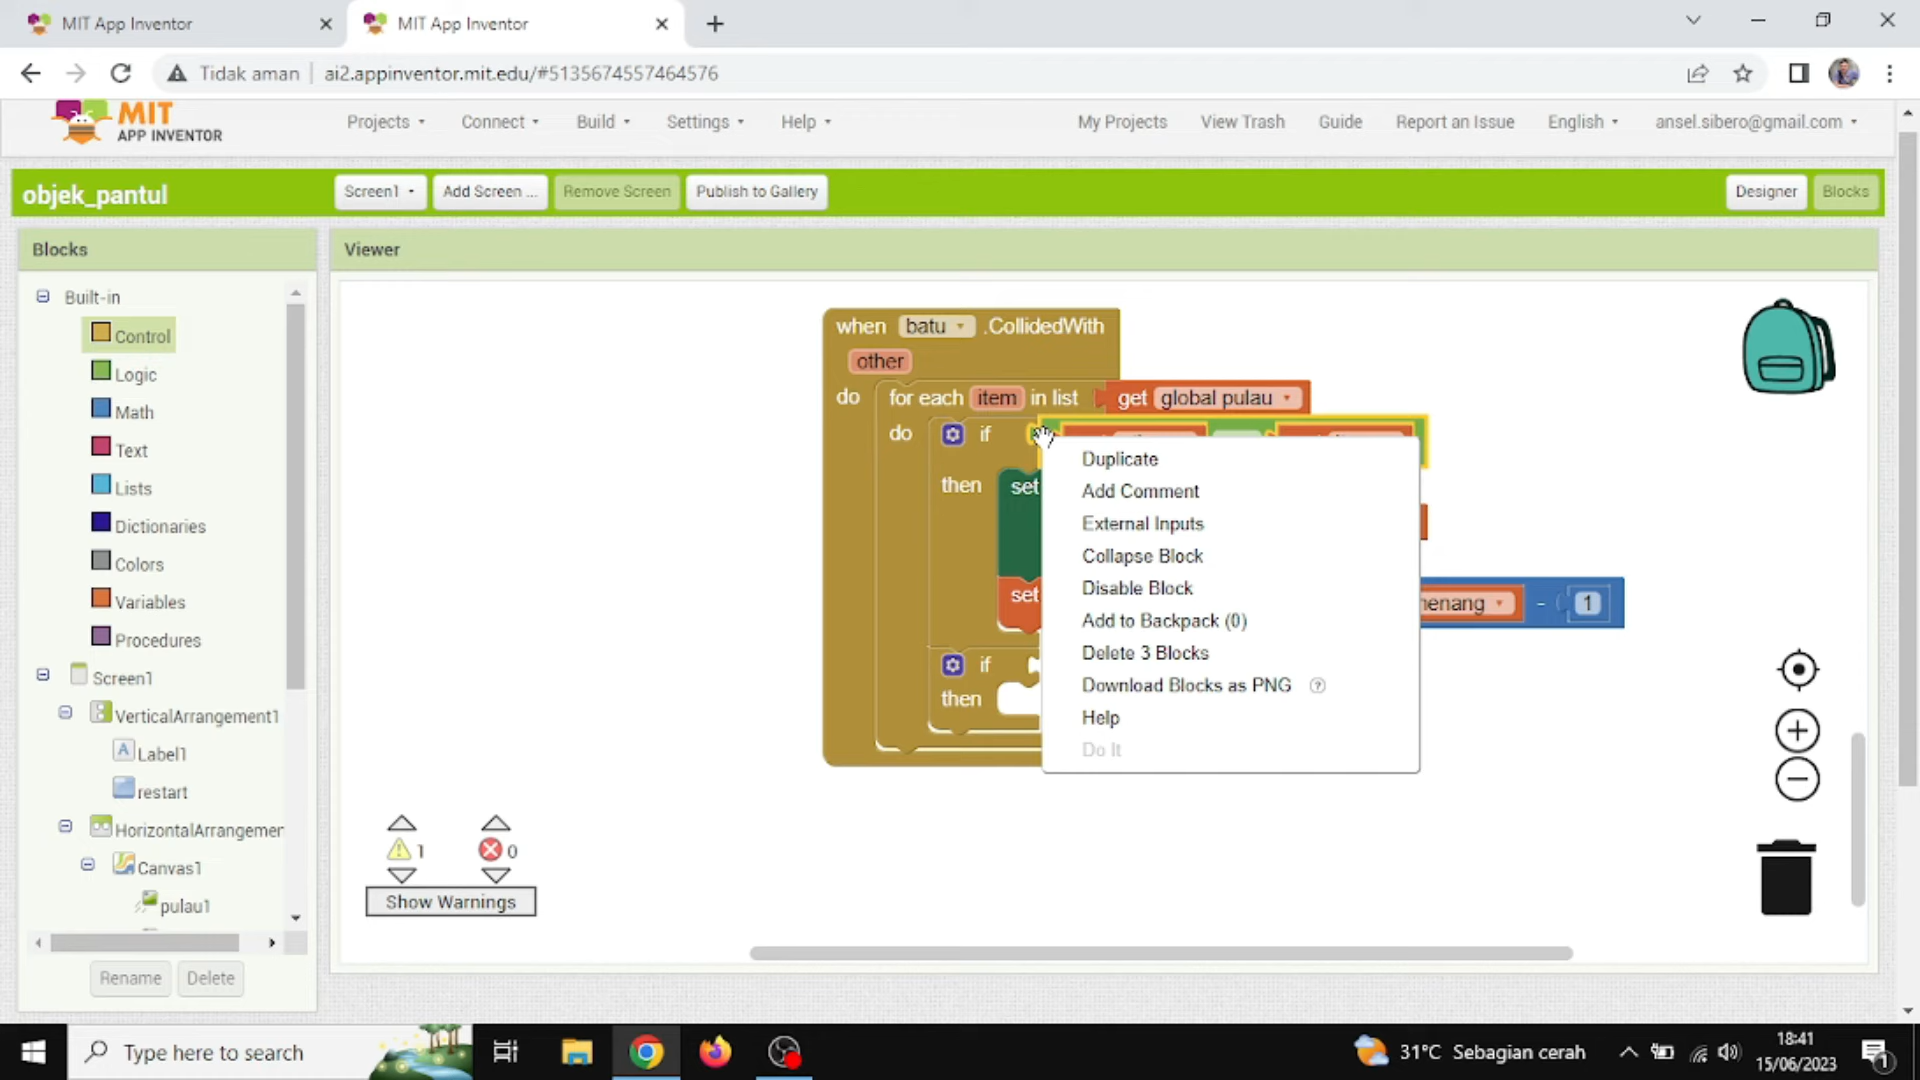 MIT App Inventor
MIT App Inventor
Tidak aman
ai2.appinventor.mit.edu/#5135674557464576
MIT
APP INVENTOR
Projects
Connect
Build
Settings
Help
My Projects
View Trash
Guide
Report an Issue
English
ansel.sibero@gmail.com
objek_pantul
Screen1
Add Screen ...
Remove Screen
Publish to Gallery
Designer
Blocks
Blocks
Viewer
Built-in
Control
Logic
Math
Text
Lists
Dictionaries
Colors
Variables
Procedures
Screen1
VerticalArrangement1
Label1
restart
HorizontalArrangemen
Canvas1
pulau1
Rename
Delete
when batu .CollidedWith
other
do for each item in list get global pulau
do if
then set
set
menang - 1
if
then
Duplicate
Add Comment
External Inputs
Collapse Block
Disable Block
Add to Backpack (0)
Delete 3 Blocks
Download Blocks as PNG ?
Help
Do It
1
0
Show Warnings
Type here to search
31°C Sebagian cerah
18:41
15/06/2023
1